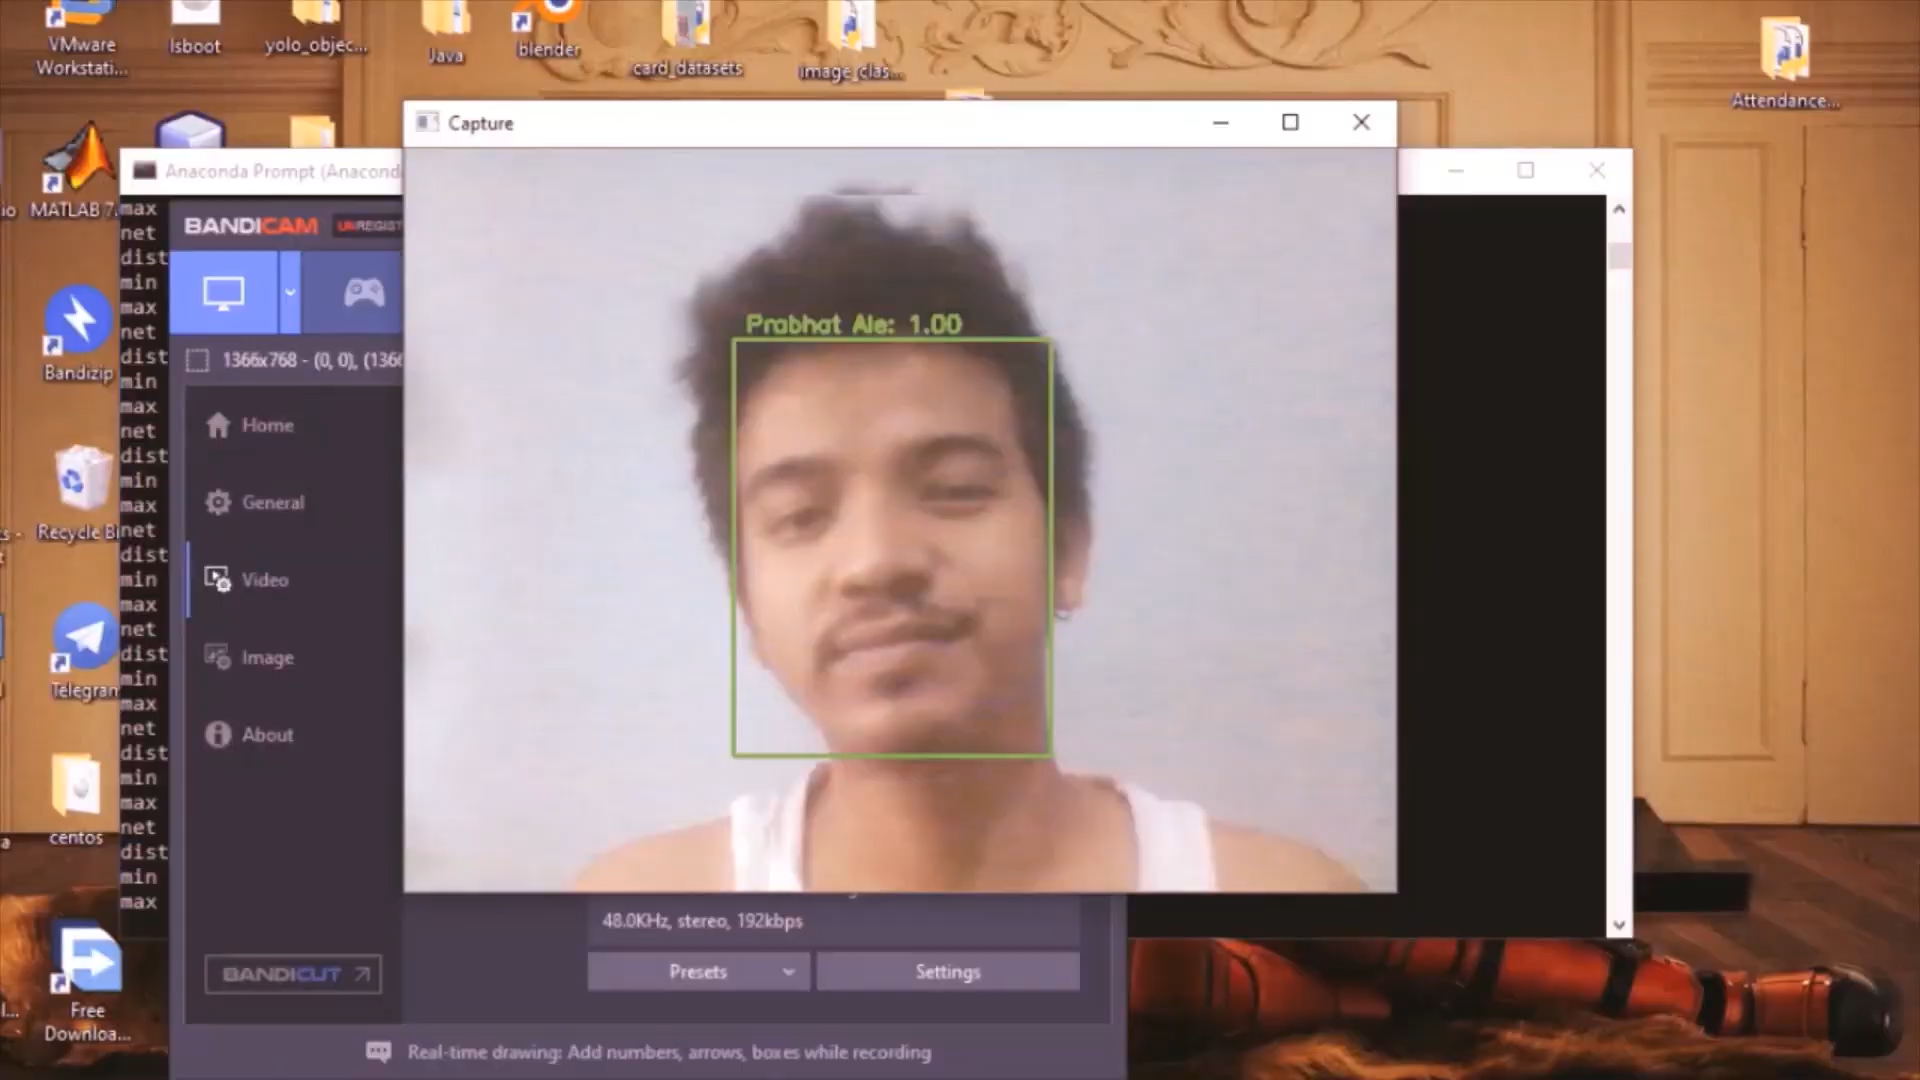 VMware
Workstati...
lsboot
yolo_objec...
Java
blender
card_datasets
image_clas...
Attendance...
Capture
Anaconda Prompt (Anacond
MATLAB 7.
BANDICAM
UNREGIST
1366x768 - (0, 0), (136
Prabhat Ale: 1.00
Bandizip
Home
General
Video
Image
About
Recycle Bi
Telegram
centos
Free
Downloa...
max
net
dist
min
max
net
dist
min
max
net
dist
min
max
net
dist
min
max
net
dist
min
max
net
dist
min
max
net
dist
min
max
48.0KHz, stereo, 192kbps
Presets
Settings
BANDICUT
Real-time drawing: Add numbers, arrows, boxes while recording